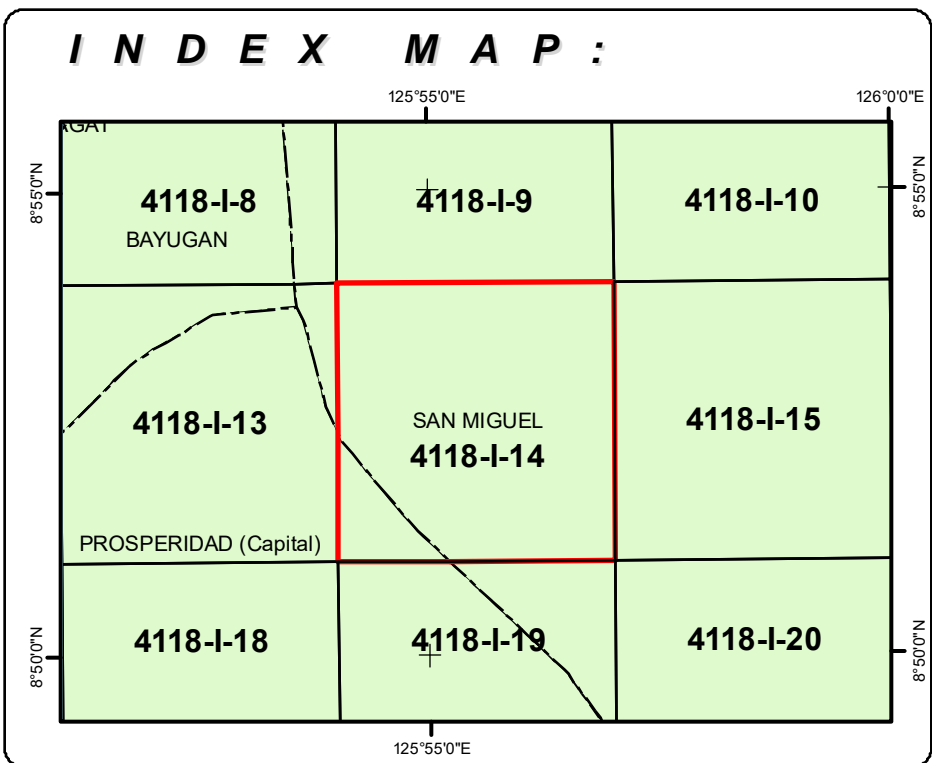 INDEX MAP:
125°55'0"E
126°0'0"E
8°55'0"N
8°55'0"N
4118-I-8
4118-I-9
4118-I-10
BAYUGAN
4118-I-13
SAN MIGUEL
4118-I-14
4118-I-15
PROSPERIDAD (Capital)
4118-I-18
4118-I-19
4118-I-20
8°50'0"N
8°50'0"N
125°55'0"E